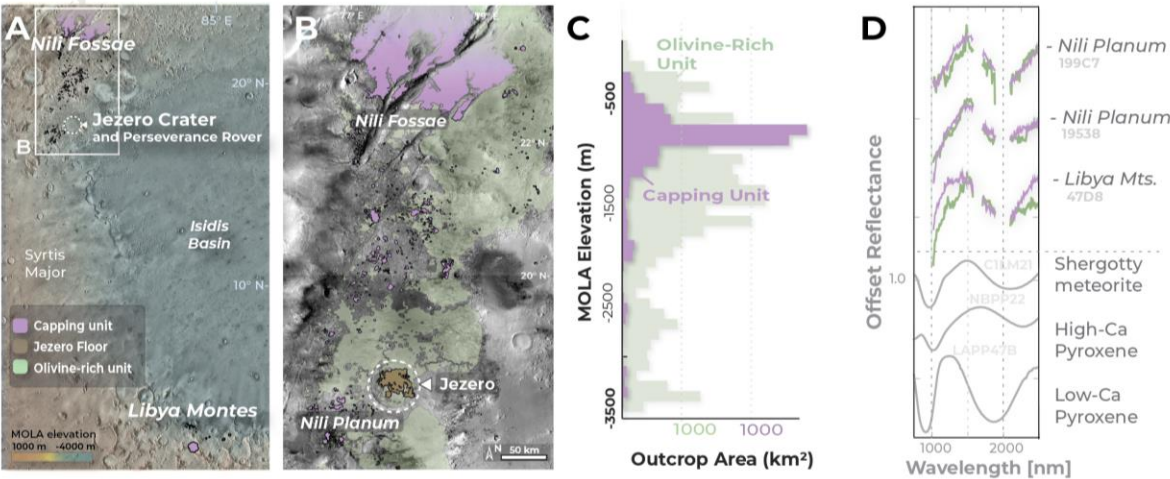 A
85° E
Nili Fossae
20° N
Jezero Crater
and Perseverance Rover
B
Isidis
Basin
Syrtis
Major
10° N
Capping unit
Jezero Floor
Olivine-rich unit
Libya Montes
MOLA elevation
1000 m -4000 m
B
77° E
Nili Fossae
22° N
20° N
Jezero
Nili Planum
N
50 km
C
Olivine-Rich
Unit
Capping Unit
MOLA Elevation (m)
-500
-1500
-2500
-3500
1000
1000
Outcrop Area (km²)
D
- Nili Planum
199C7
- Nili Planum
19538
- Libya Mts.
47D8
Offset Reflectance
1.0
C1LM21
Shergotty
meteorite
NBPP22
High-Ca
Pyroxene
LAPP47B
Low-Ca
Pyroxene
1000
2000
Wavelength [nm]